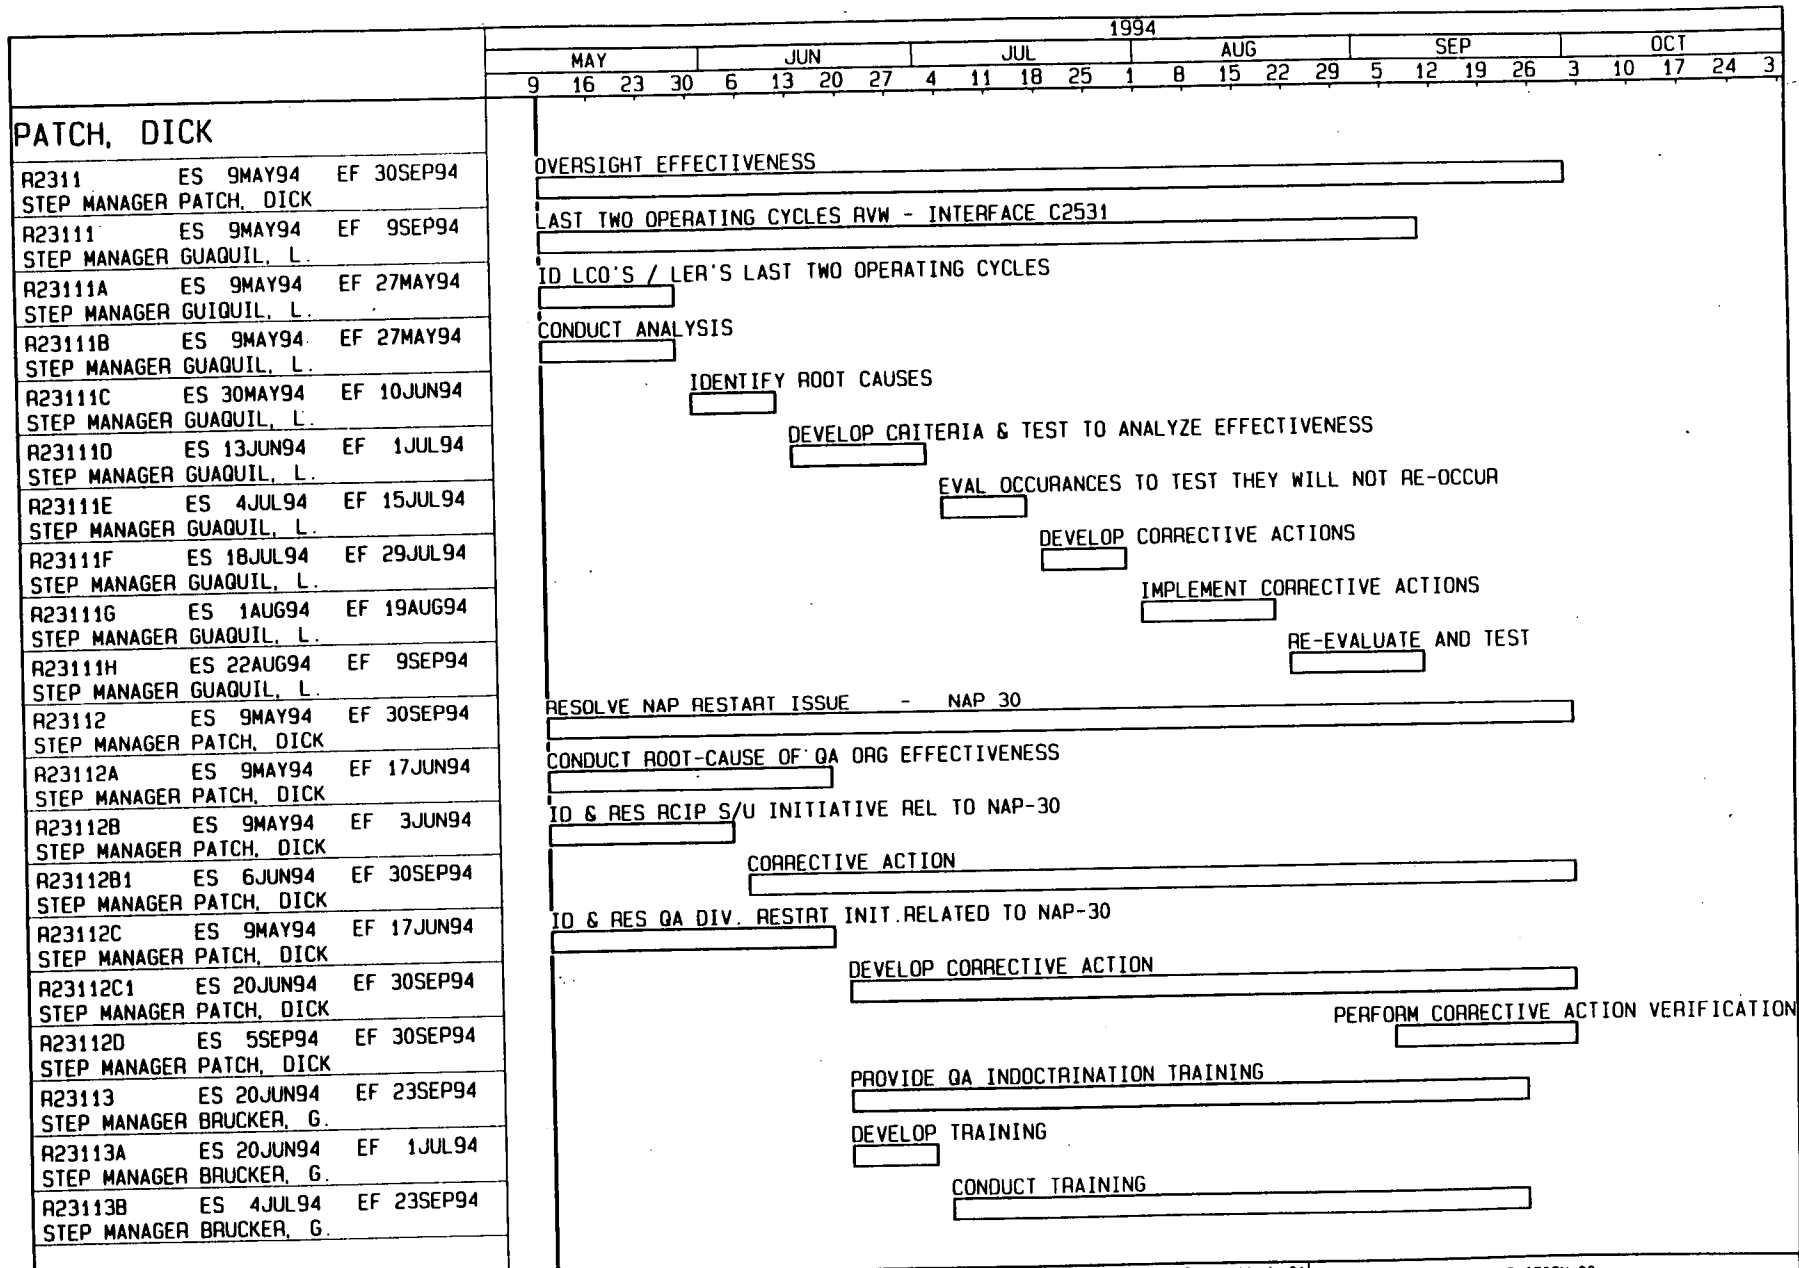 1994
MAY JUN JUL AUG SEP OCT
9 16 23 30 6 13 20 27 4 11 18 25 1 8 15 22 29 5 12 19 26 3 10 17 24 3
PATCH, DICK
R2311 ES 9MAY94 EF 30SEP94
STEP MANAGER PATCH, DICK
OVERSIGHT EFFECTIVENESS
R23111 ES 9MAY94 EF 9SEP94
STEP MANAGER GUAQUIL, L.
LAST TWO OPERATING CYCLES RVW - INTERFACE C2531
R23111A ES 9MAY94 EF 27MAY94
STEP MANAGER GUIQUIL, L.
ID LCO'S / LER'S LAST TWO OPERATING CYCLES
R23111B ES 9MAY94 EF 27MAY94
STEP MANAGER GUAQUIL, L.
CONDUCT ANALYSIS
R23111C ES 30MAY94 EF 10JUN94
STEP MANAGER GUAQUIL, L.
IDENTIFY ROOT CAUSES
R23111D ES 13JUN94 EF 1JUL94
STEP MANAGER GUAQUIL, L.
DEVELOP CRITERIA & TEST TO ANALYZE EFFECTIVENESS
R23111E ES 4JUL94 EF 15JUL94
STEP MANAGER GUAQUIL, L.
EVAL OCCURANCES TO TEST THEY WILL NOT RE-OCCUR
R23111F ES 18JUL94 EF 29JUL94
STEP MANAGER GUAQUIL, L.
DEVELOP CORRECTIVE ACTIONS
R23111G ES 1AUG94 EF 19AUG94
STEP MANAGER GUAQUIL, L.
IMPLEMENT CORRECTIVE ACTIONS
R23111H ES 22AUG94 EF 9SEP94
STEP MANAGER GUAQUIL, L.
RE-EVALUATE AND TEST
R23112 ES 9MAY94 EF 30SEP94
STEP MANAGER PATCH, DICK
RESOLVE NAP RESTART ISSUE - NAP 30
R23112A ES 9MAY94 EF 17JUN94
STEP MANAGER PATCH, DICK
CONDUCT ROOT-CAUSE OF QA ORG EFFECTIVENESS
R23112B ES 9MAY94 EF 3JUN94
STEP MANAGER PATCH, DICK
ID & RES RCIP S/U INITIATIVE REL TO NAP-30
R23112B1 ES 6JUN94 EF 30SEP94
STEP MANAGER PATCH, DICK
CORRECTIVE ACTION
R23112C ES 9MAY94 EF 17JUN94
STEP MANAGER PATCH, DICK
ID & RES QA DIV. RESTRT INIT.RELATED TO NAP-30
R23112C1 ES 20JUN94 EF 30SEP94
STEP MANAGER PATCH, DICK
DEVELOP CORRECTIVE ACTION
R23112D ES 5SEP94 EF 30SEP94
STEP MANAGER PATCH, DICK
PERFORM CORRECTIVE ACTION VERIFICATION
R23113 ES 20JUN94 EF 23SEP94
STEP MANAGER BRUCKER, G.
PROVIDE QA INDOCTRINATION TRAINING
R23113A ES 20JUN94 EF 1JUL94
STEP MANAGER BRUCKER, G.
DEVELOP TRAINING
R23113B ES 4JUL94 EF 23SEP94
STEP MANAGER BRUCKER, G.
CONDUCT TRAINING